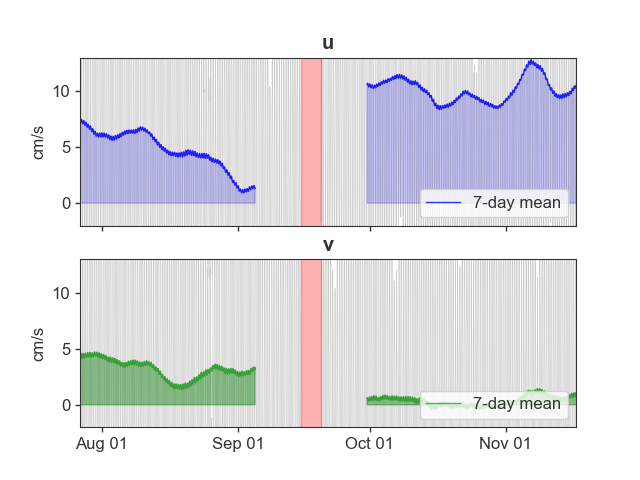 u
10
5
0
cm/s
7-day mean
v
10
5
0
cm/s
7-day mean
Aug 01
Sep 01
Oct 01
Nov 01